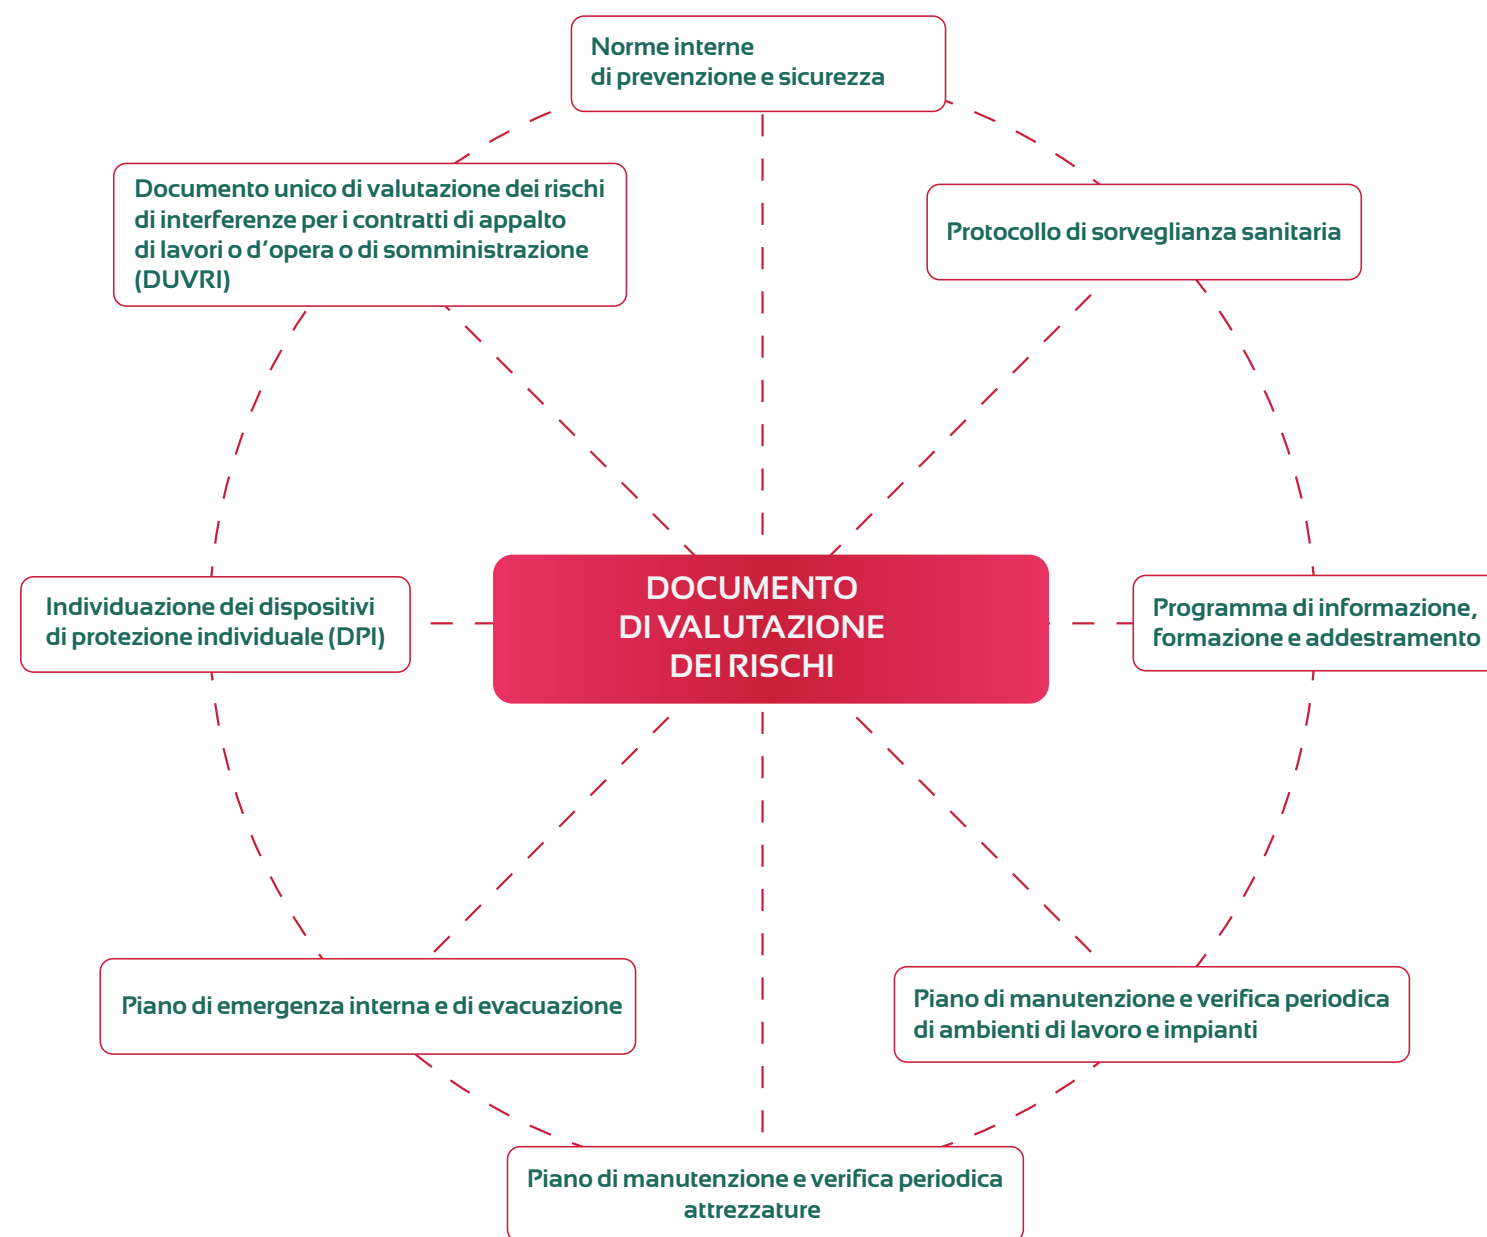 Norme interne
di prevenzione e sicurezza
Documento unico di valutazione dei rischi
di interferenze per i contratti di appalto
di lavori o d’opera o di somministrazione
(DUVRI)
Protocollo di sorveglianza sanitaria
Individuazione dei dispositivi
di protezione individuale (DPI)
DOCUMENTO
DI VALUTAZIONE
DEI RISCHI
Programma di informazione,
formazione e addestramento
Piano di emergenza interna e di evacuazione
Piano di manutenzione e verifica periodica
di ambienti di lavoro e impianti
Piano di manutenzione e verifica periodica
attrezzature